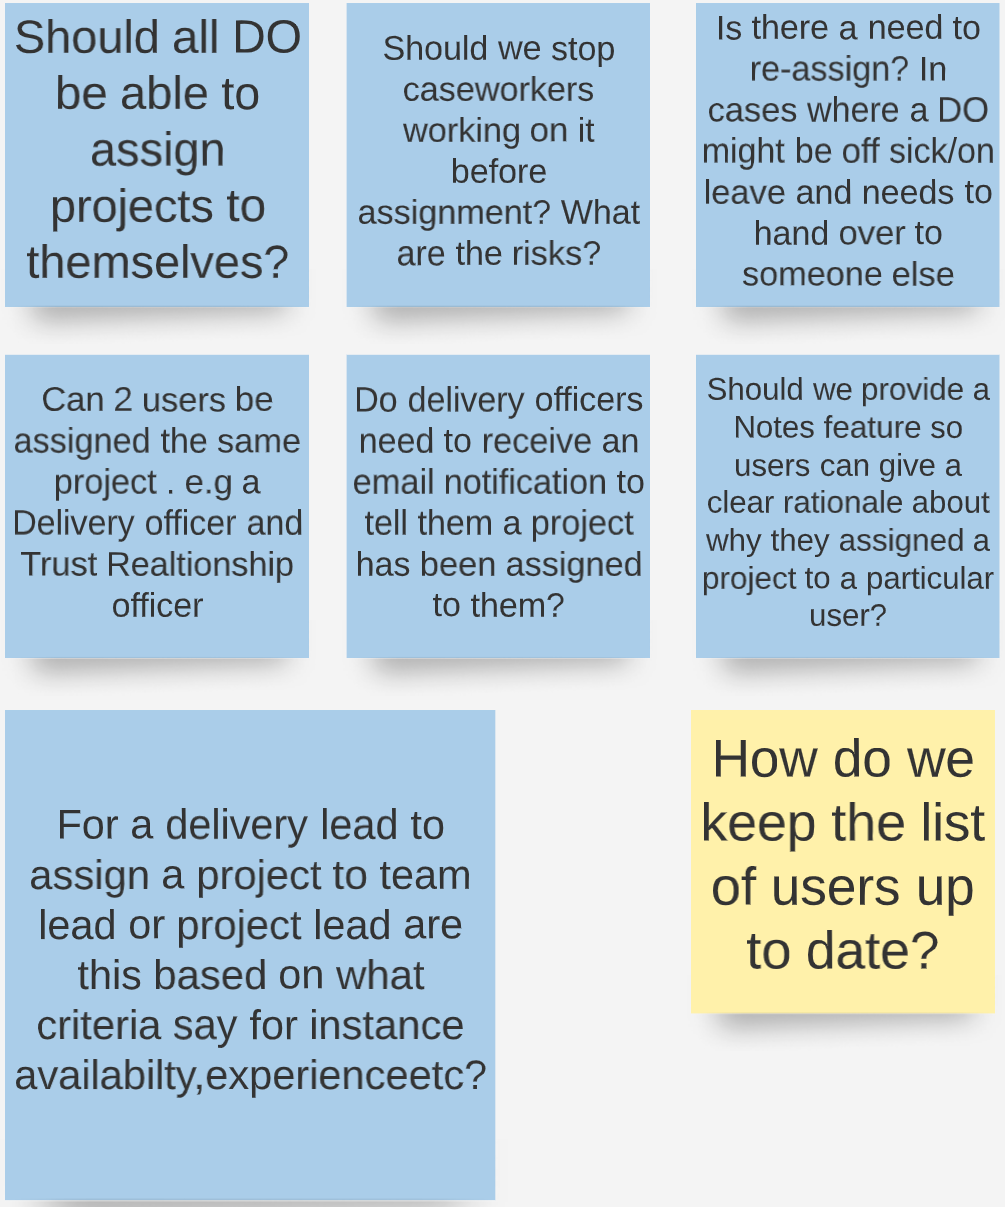 Should all DO
be able to
assign
projects to
themselves?
Should we stop
caseworkers
working on it
before
assignment? What
are the risks?
Is there a need to
re-assign? In
cases where a DO
might be off sick/on
leave and needs to
hand over to
someone else
Can 2 users be
assigned the same
project . e.g a
Delivery officer and
Trust Realtionship
officer
Do delivery officers
need to receive an
email notification to
tell them a project
has been assigned
to them?
Should we provide a
Notes feature so
users can give a
clear rationale about
why they assigned a
project to a particular
user?
For a delivery lead to
assign a project to team
lead or project lead are
this based on what
criteria say for instance
availabilty,experienceetc?
How do we
keep the list
of users up
to date?